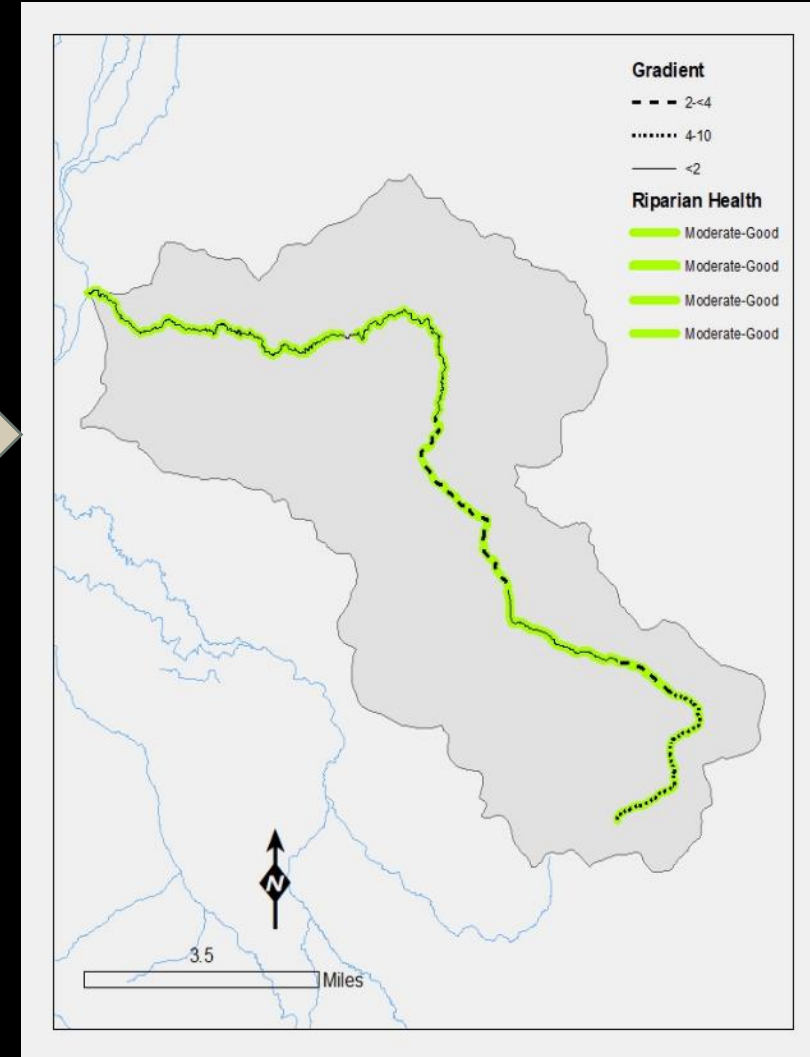 Gradient
2-<4
4-10
<2
Riparian Health
Moderate-Good
Moderate-Good
Moderate-Good
Moderate-Good
N
3.5
Miles